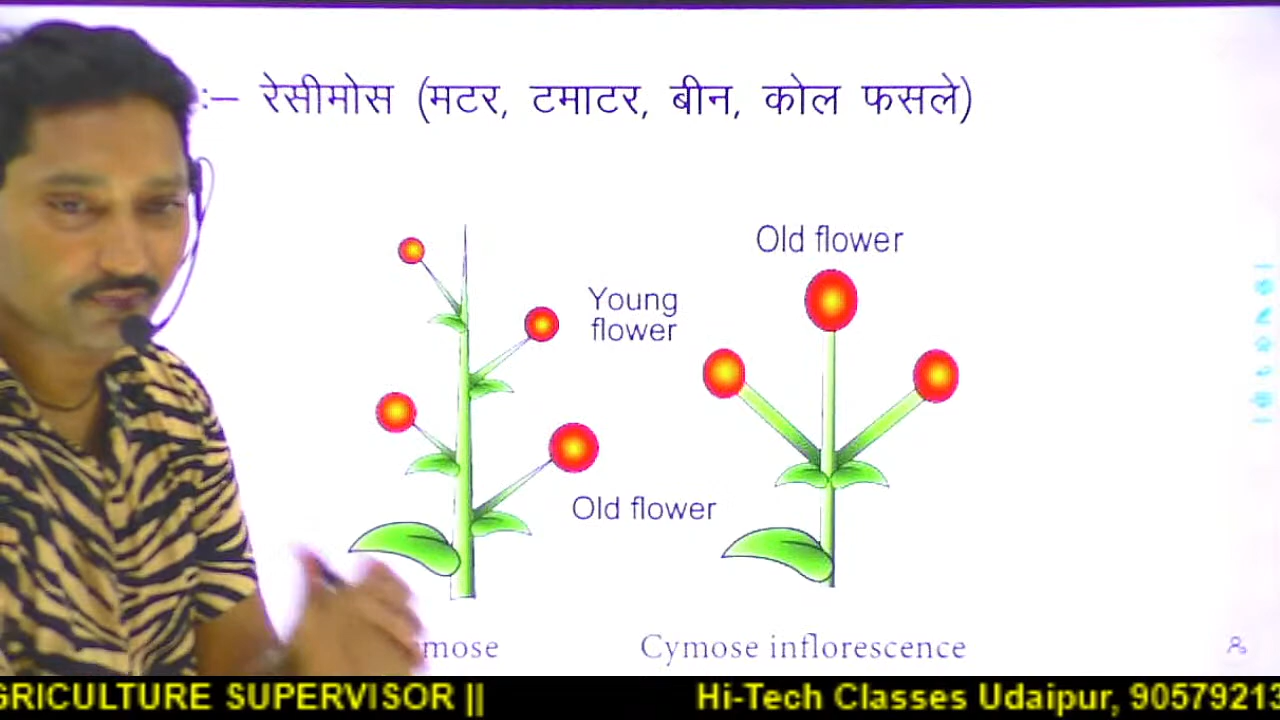 :– रेसीमोस (मटर, टमाटर, बीन, कोल फसले)
Old flower
Young
flower
Old flower
mose
Cymose inflorescence
GRICULTURE SUPERVISOR || Hi-Tech Classes Udaipur, 9057921